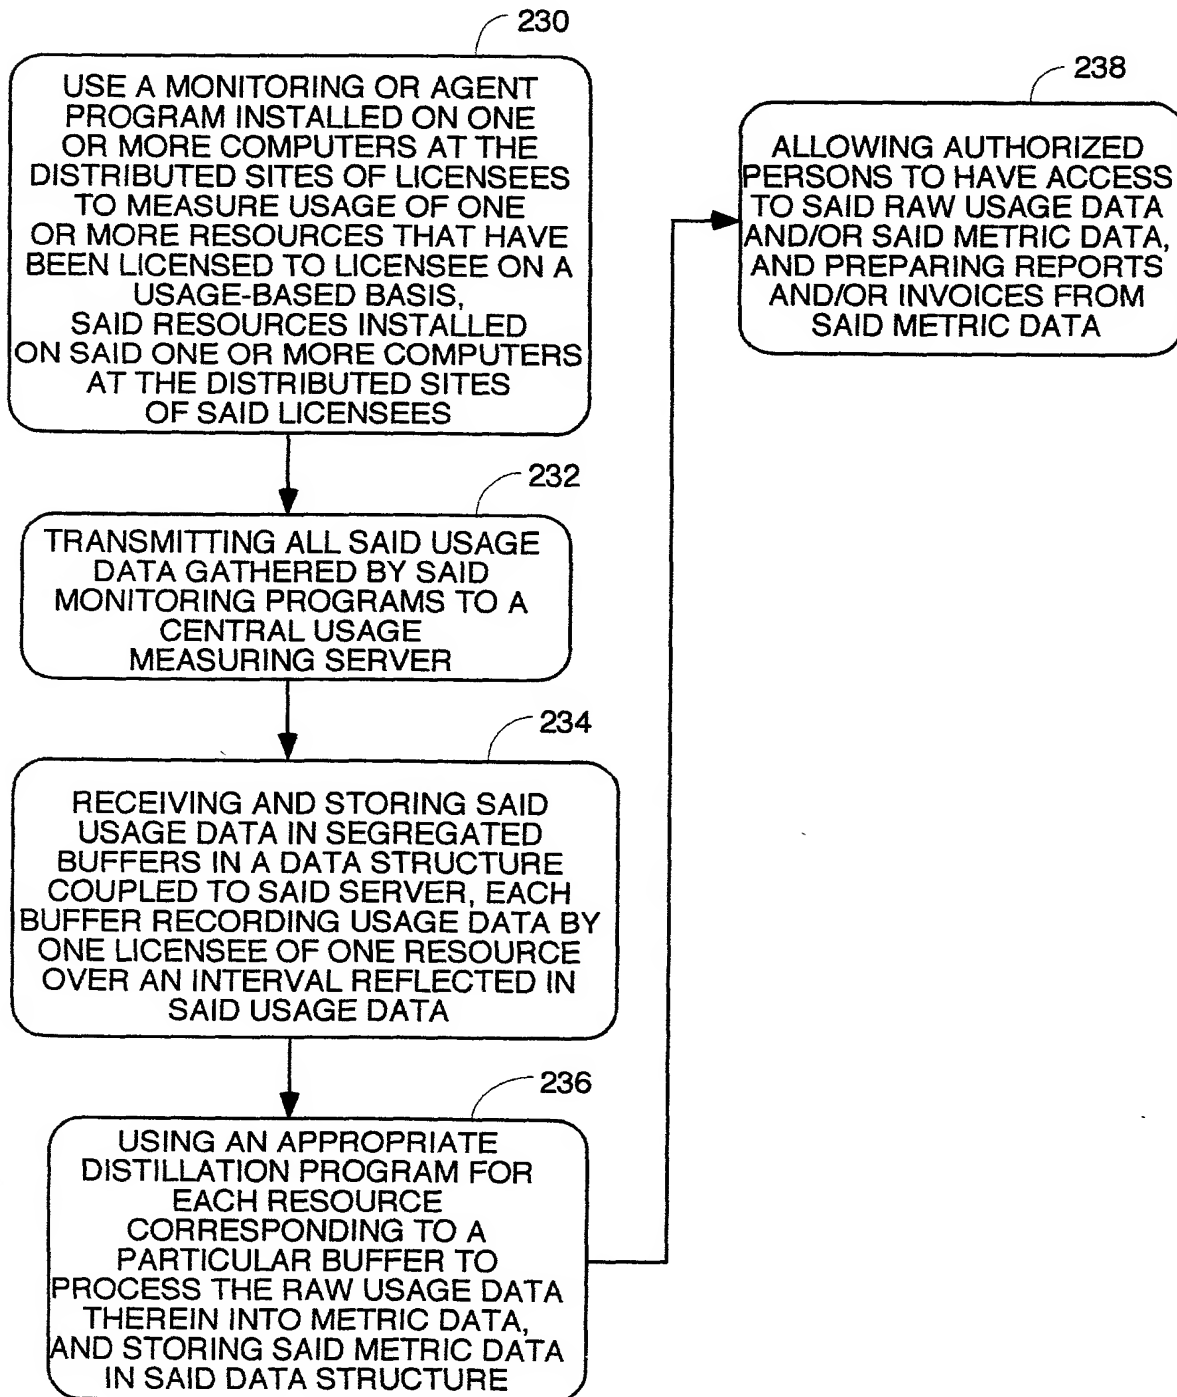 230
USE A MONITORING OR AGENT
PROGRAM INSTALLED ON ONE
OR MORE COMPUTERS AT THE
DISTRIBUTED SITES OF LICENSEES
TO MEASURE USAGE OF ONE
OR MORE RESOURCES THAT HAVE
BEEN LICENSED TO LICENSEE ON A
USAGE-BASED BASIS,
SAID RESOURCES INSTALLED
ON SAID ONE OR MORE COMPUTERS
AT THE DISTRIBUTED SITES
OF SAID LICENSEES
232
TRANSMITTING ALL SAID USAGE
DATA GATHERED BY SAID
MONITORING PROGRAMS TO A
CENTRAL USAGE
MEASURING SERVER
234
RECEIVING AND STORING SAID
USAGE DATA IN SEGREGATED
BUFFERS IN A DATA STRUCTURE
COUPLED TO SAID SERVER, EACH
BUFFER RECORDING USAGE DATA BY
ONE LICENSEE OF ONE RESOURCE
OVER AN INTERVAL REFLECTED IN
SAID USAGE DATA
236
USING AN APPROPRIATE
DISTILLATION PROGRAM FOR
EACH RESOURCE
CORRESPONDING TO A
PARTICULAR BUFFER TO
PROCESS THE RAW USAGE DATA
THEREIN INTO METRIC DATA,
AND STORING SAID METRIC DATA
IN SAID DATA STRUCTURE
238
ALLOWING AUTHORIZED
PERSONS TO HAVE ACCESS
TO SAID RAW USAGE DATA
AND/OR SAID METRIC DATA,
AND PREPARING REPORTS
AND/OR INVOICES FROM
SAID METRIC DATA